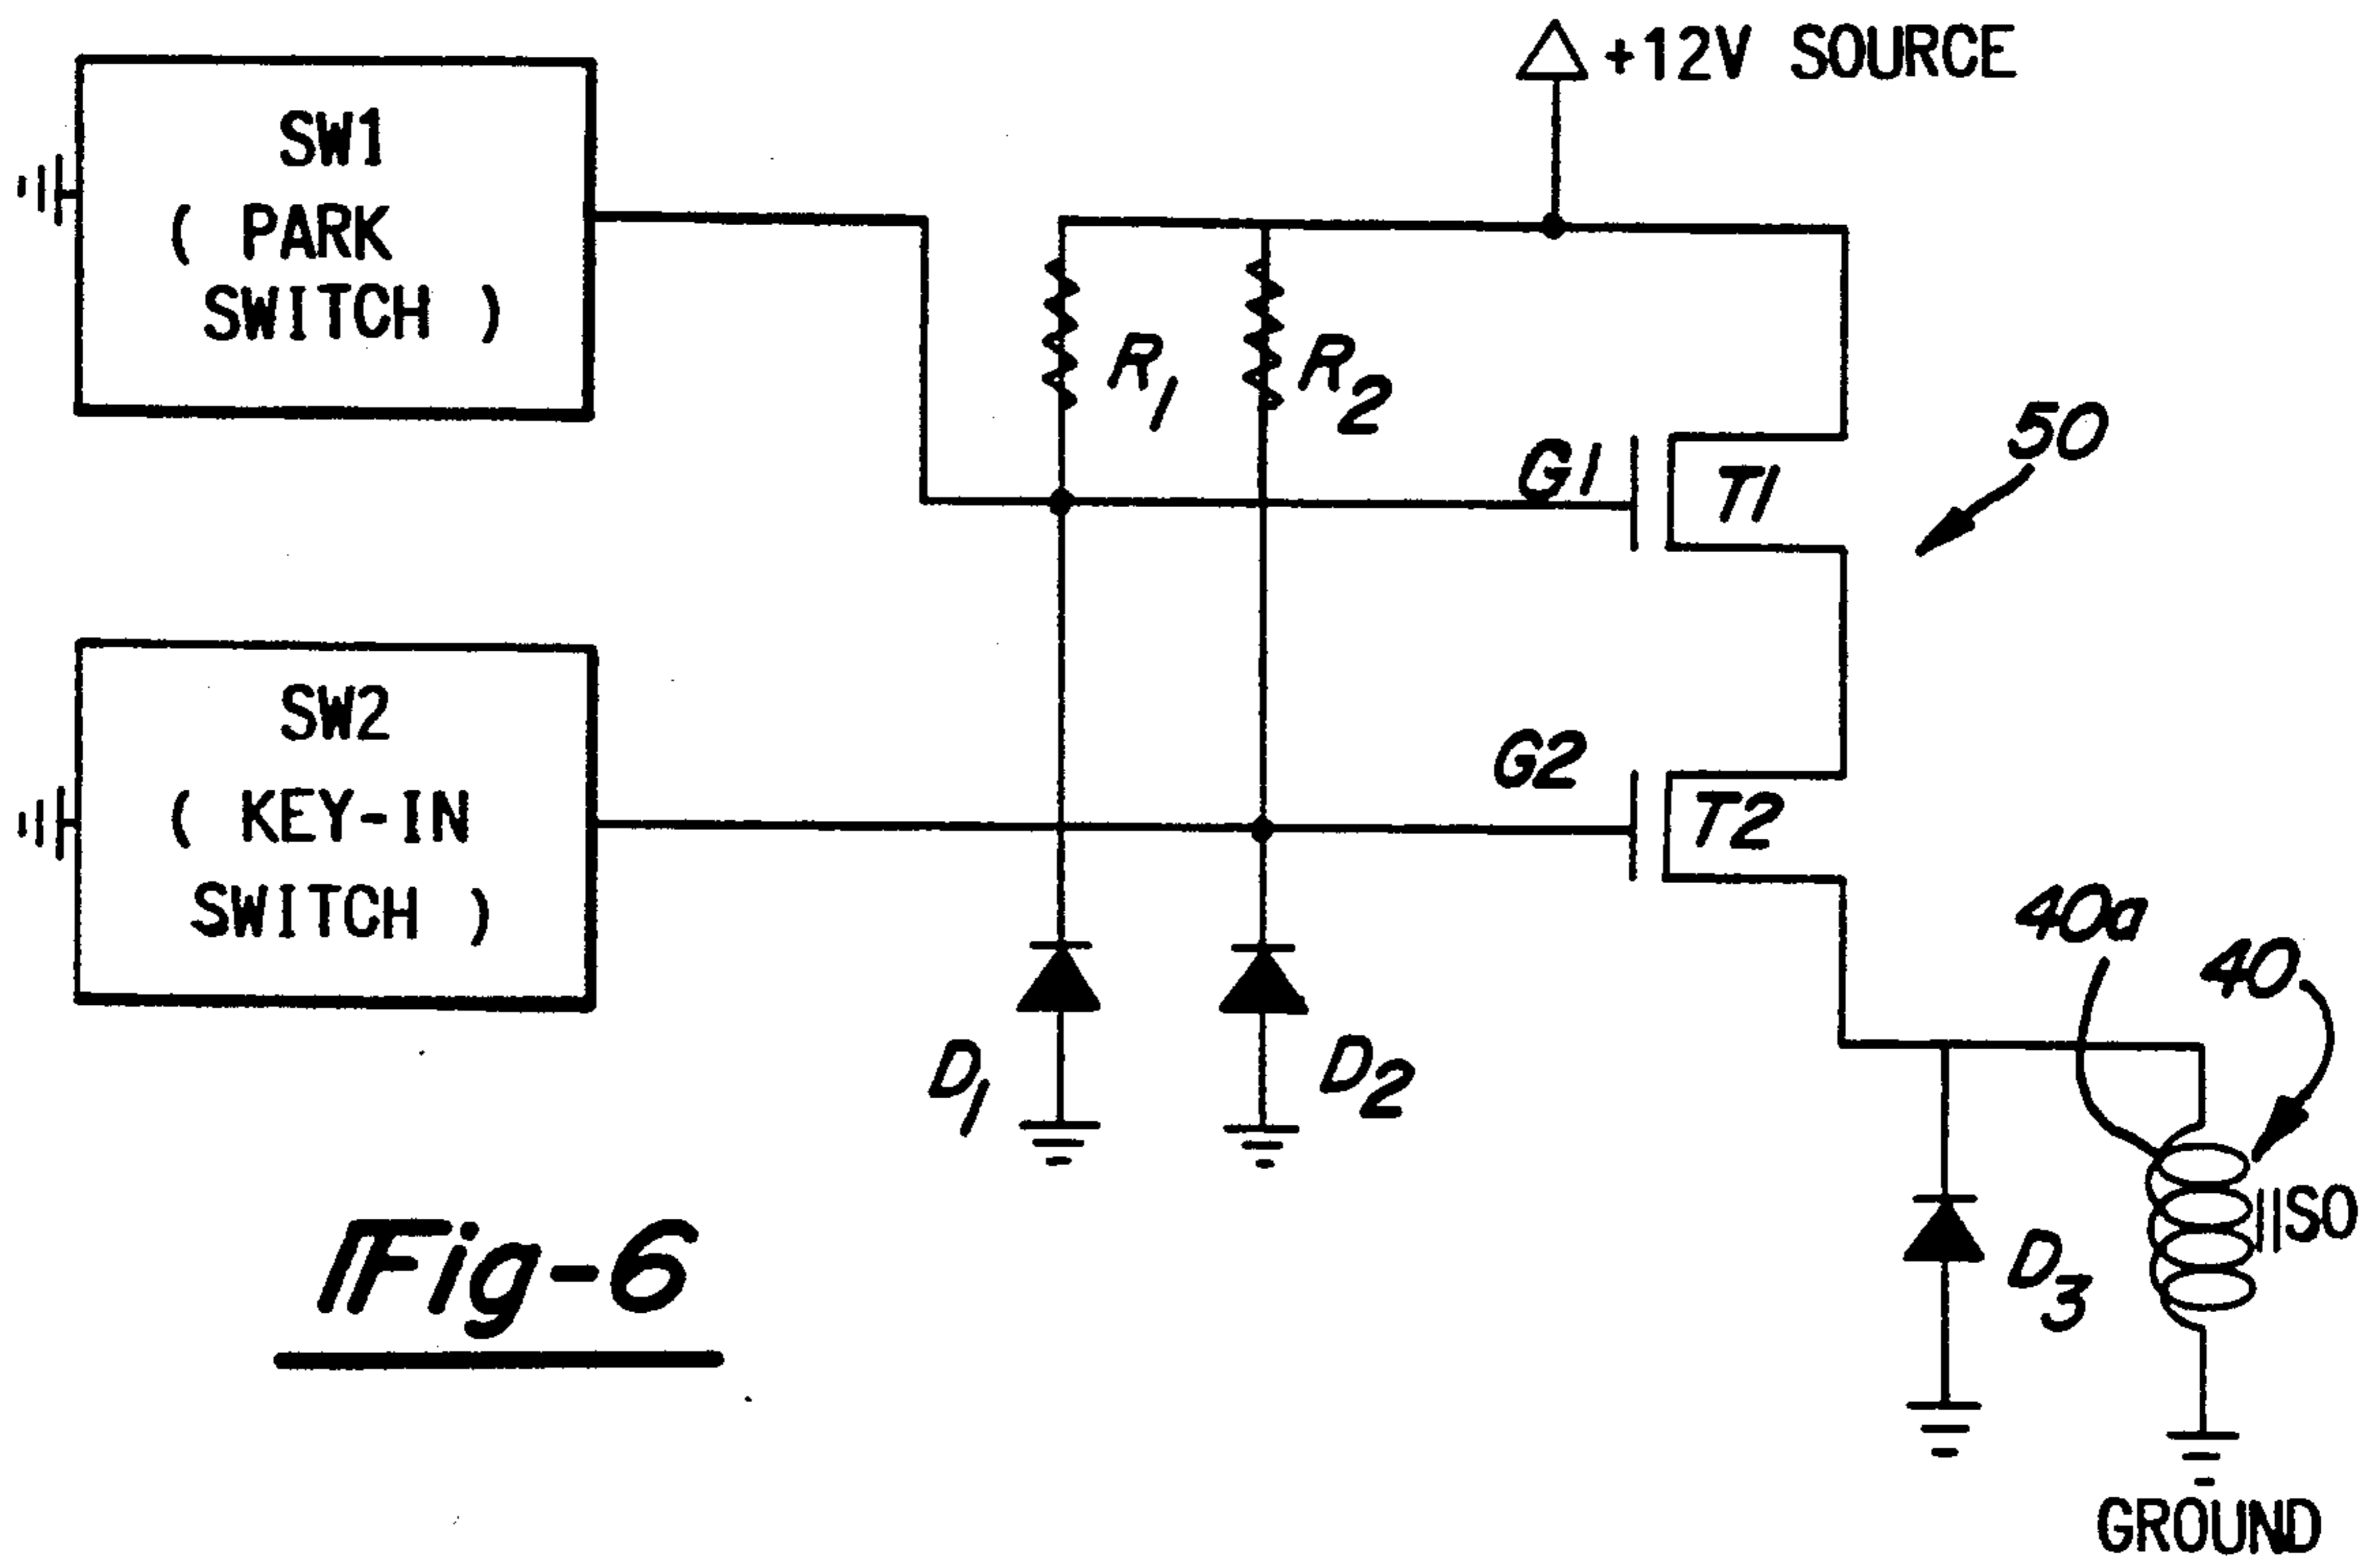 +12V SOURCE
SW1
( PARK
SWITCH )
R1
R2
50
G1
T1
SW2
( KEY-IN
SWITCH )
G2
T2
40a
40
D1
D2
SO
D3
Fig-6
GROUND